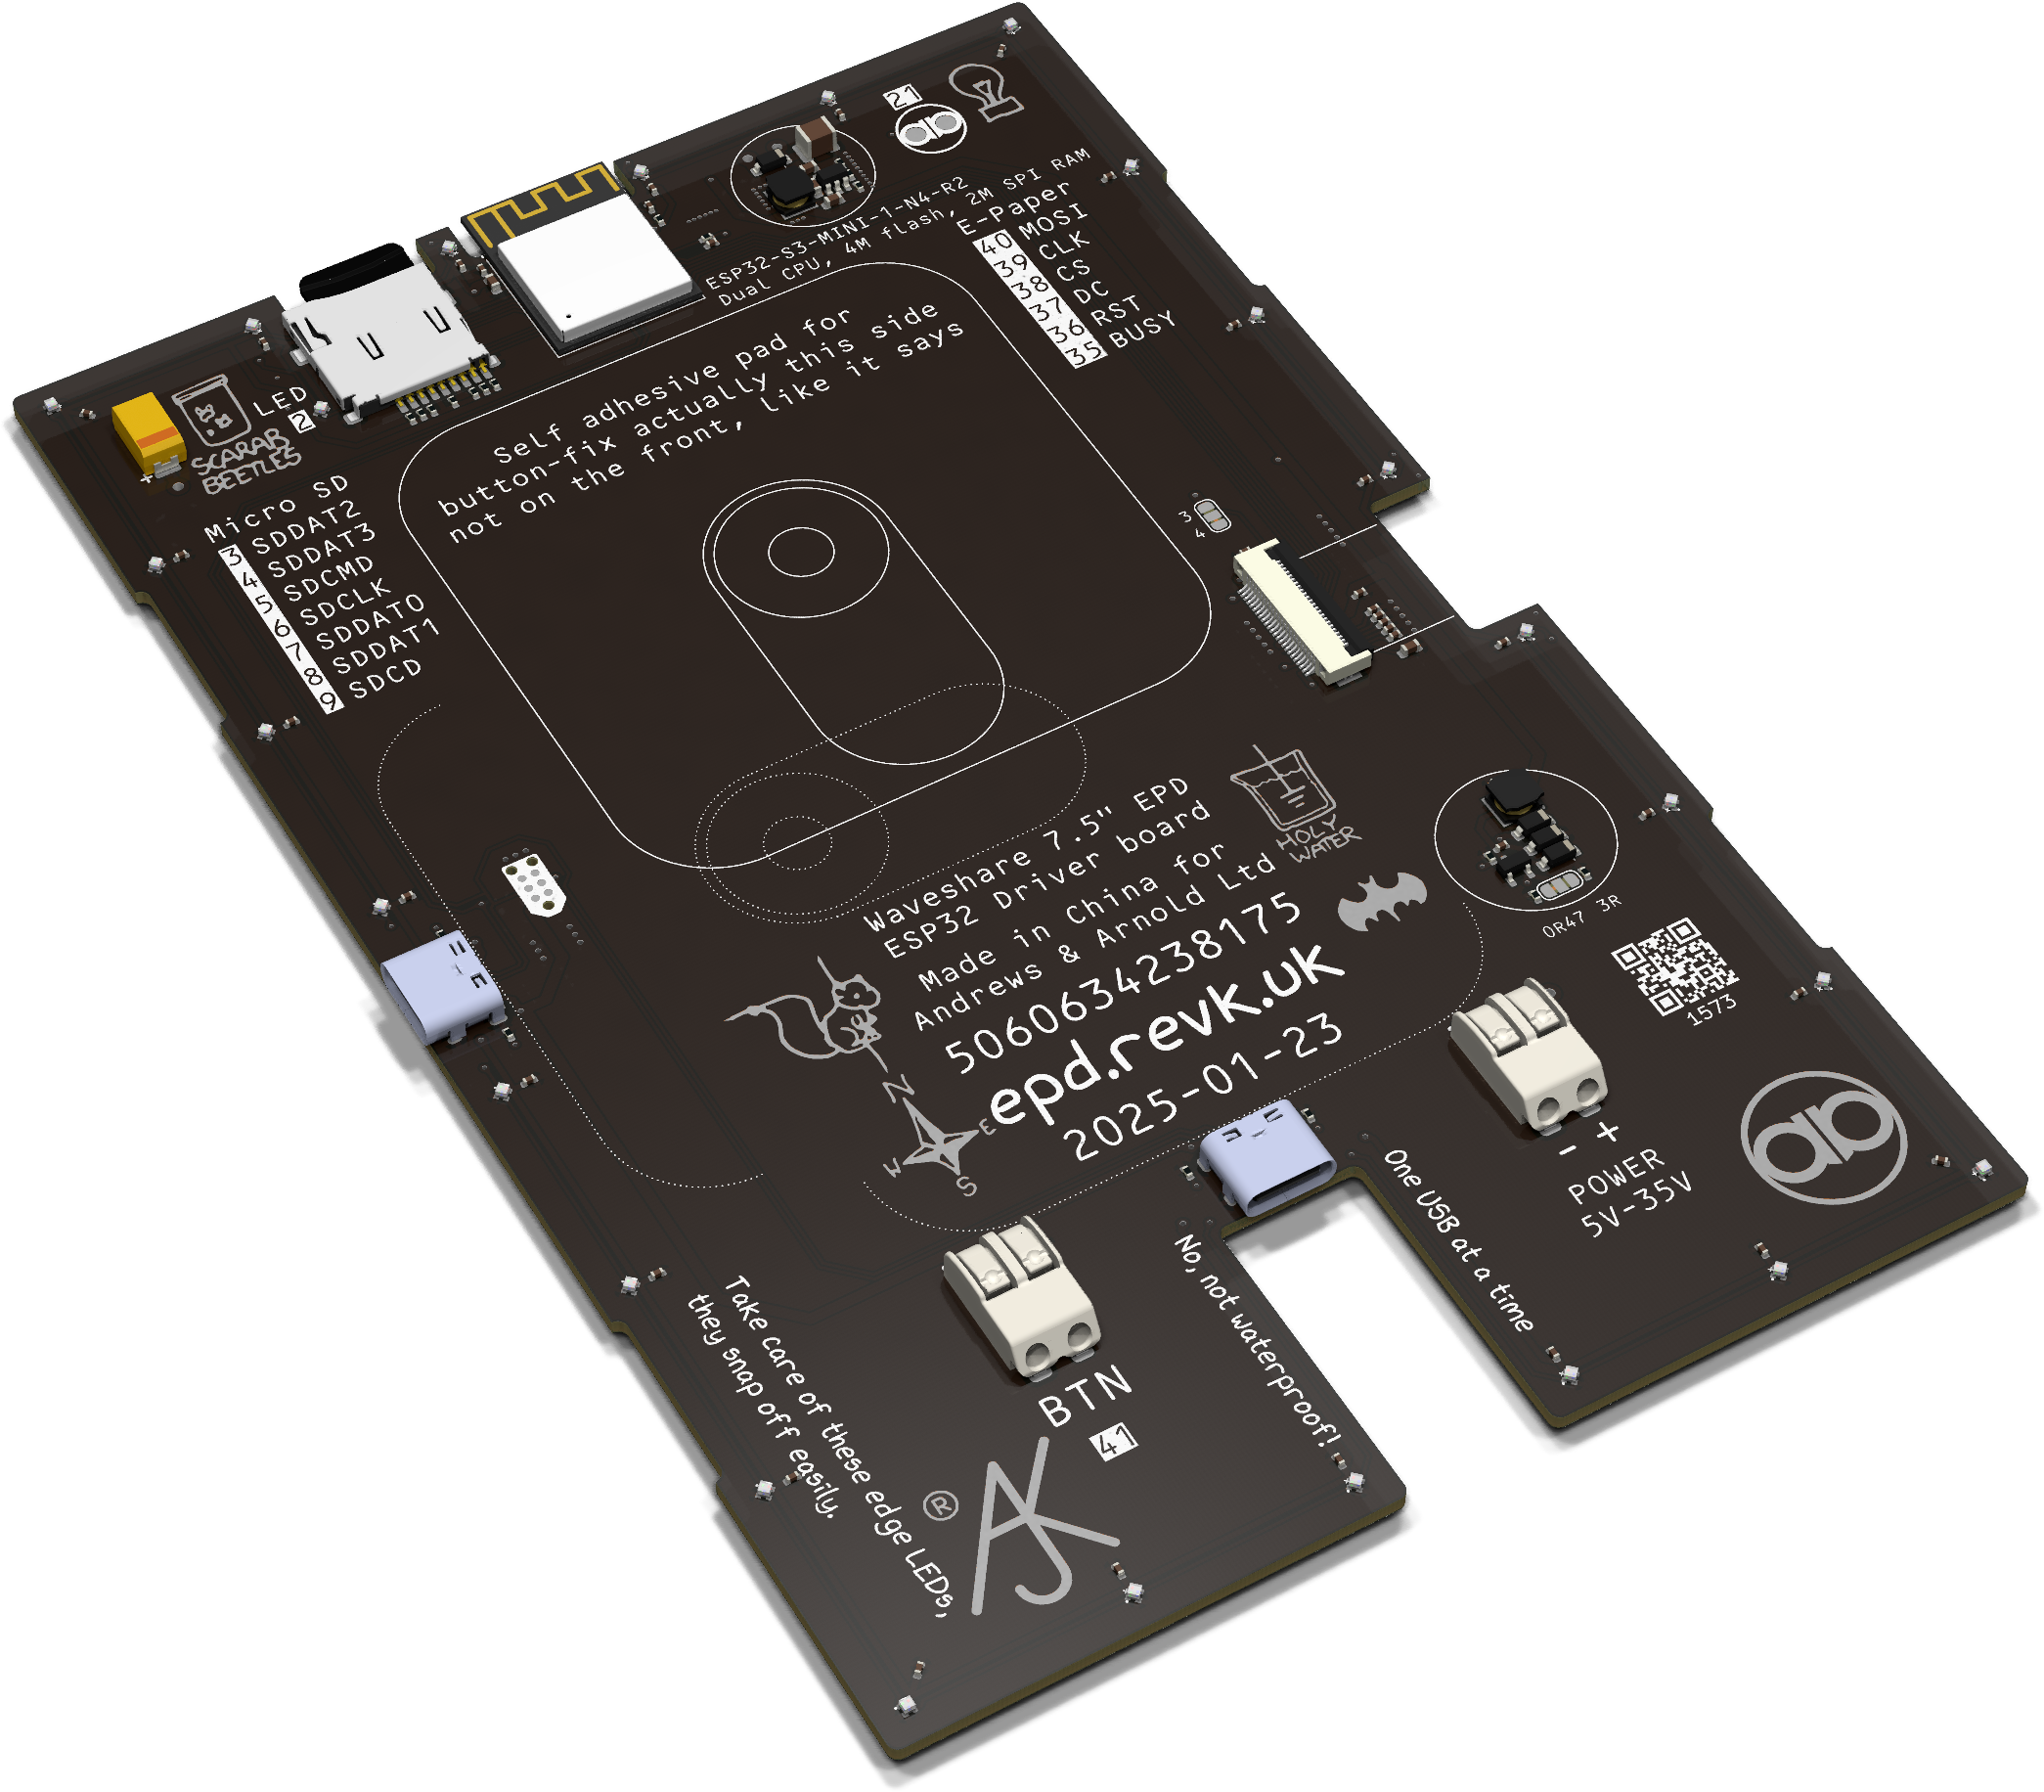 21
ESP32-S3-MINI-1-N4-R2
Dual CPU, 4M flash, 2M SPI RAM
E-Paper
40 MOSI
39 CLK
38 CS
37 DC
36 RST
35 BUSY
LED
2
SCARAB
BEETLES
+
Micro SD
3 SDDAT2
4 SDDAT3
5 SDCMD
6 SDCLK
7 SDDAT0
8 SDDAT1
9 SDCD
Self adhesive pad for
button-fix actually this side
not on the front, like it says
3
4
Waveshare 7.5" EPD
ESP32 Driver board
Made in China for
Andrews & Arnold Ltd
5060634238175
epd.revk.uk
2025-01-23
HOLY
WATER
0R47 3R
1573
N
E
W
S
- +
POWER
5V-35V
One USB at a time
No, not waterproof!
BTN
41
Take care of these edge LEDs,
they snap off easily.
®
AJK